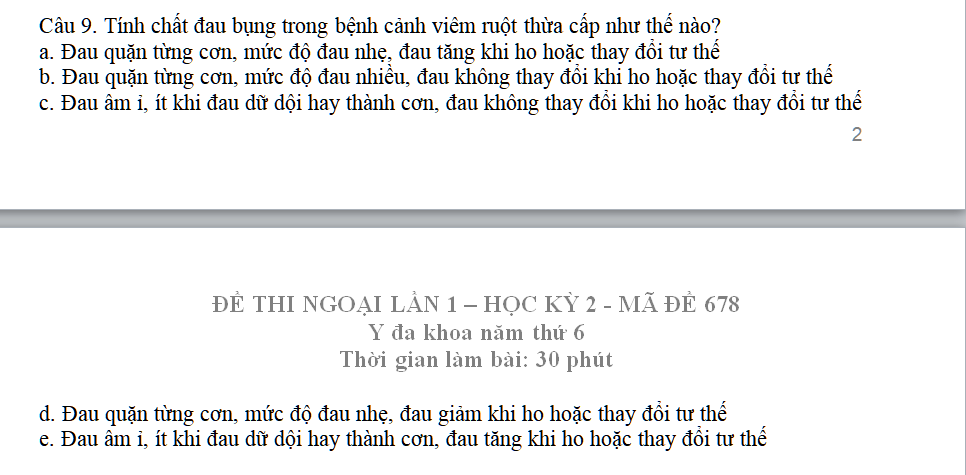 Câu 9. Tính chất đau bụng trong bệnh cảnh viêm ruột thừa cấp như thế nào?
a. Đau quặn từng cơn, mức độ đau nhẹ, đau tăng khi ho hoặc thay đổi tư thế
b. Đau quặn từng cơn, mức độ đau nhiều, đau không thay đổi khi ho hoặc thay đổi tư thế
c. Đau âm ỉ, ít khi đau dữ dội hay thành cơn, đau không thay đổi khi ho hoặc thay đổi tư thế
2
ĐỀ THI NGOẠI LẦN 1 – HỌC KỲ 2 - MÃ ĐỀ 678
Y đa khoa năm thứ 6
Thời gian làm bài: 30 phút
d. Đau quặn từng cơn, mức độ đau nhẹ, đau giảm khi ho hoặc thay đổi tư thế
e. Đau âm ỉ, ít khi đau dữ dội hay thành cơn, đau tăng khi ho hoặc thay đổi tư thế